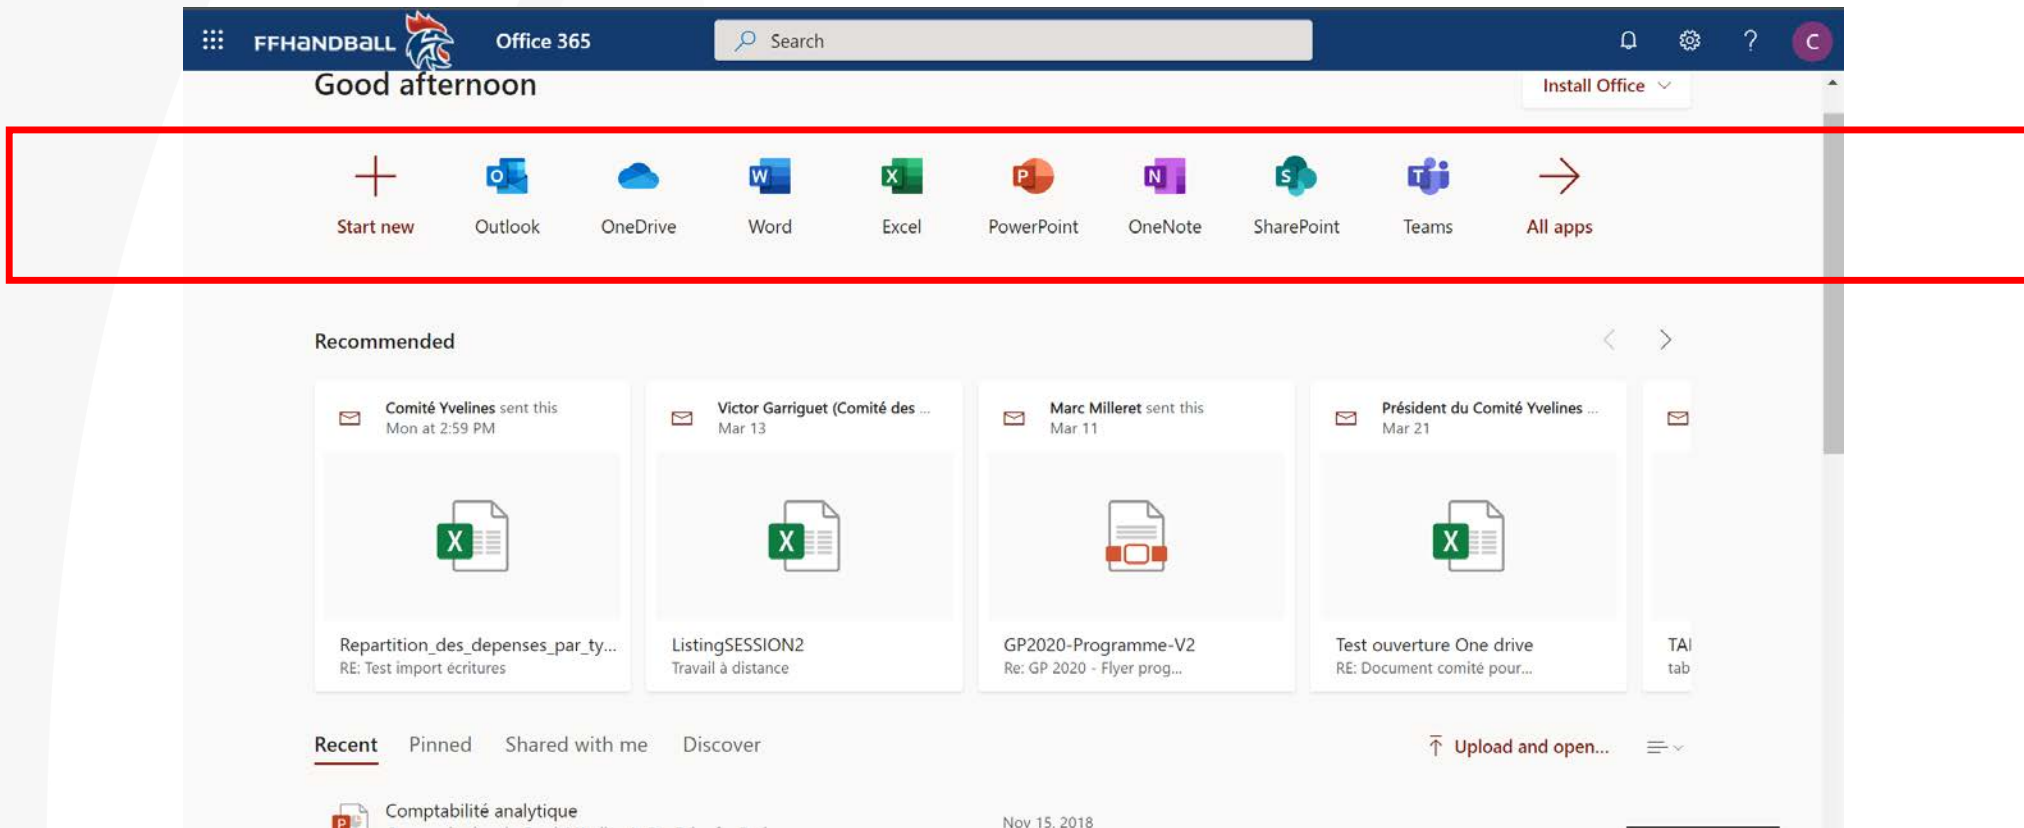 FFHANDBALL Office 365 Search C
Good afternoon
Install Office
Start new Outlook OneDrive Word Excel PowerPoint OneNote SharePoint Teams All apps
Recommended
Comité Yvelines sent this
Mon at 2:59 PM
Repartition_des_depenses_par_ty...
RE: Test import écritures
Victor Garriguet (Comité des ...
Mar 13
ListingSESSION2
Travail à distance
Marc Milleret sent this
Mar 11
GP2020-Programme-V2
Re: GP 2020 - Flyer prog...
Président du Comité Yvelines ...
Mar 21
Test ouverture One drive
RE: Document comité pour...
tab
Recent Pinned Shared with me Discover
Upload and open...
Comptabilité analytique
Nov 15, 2018